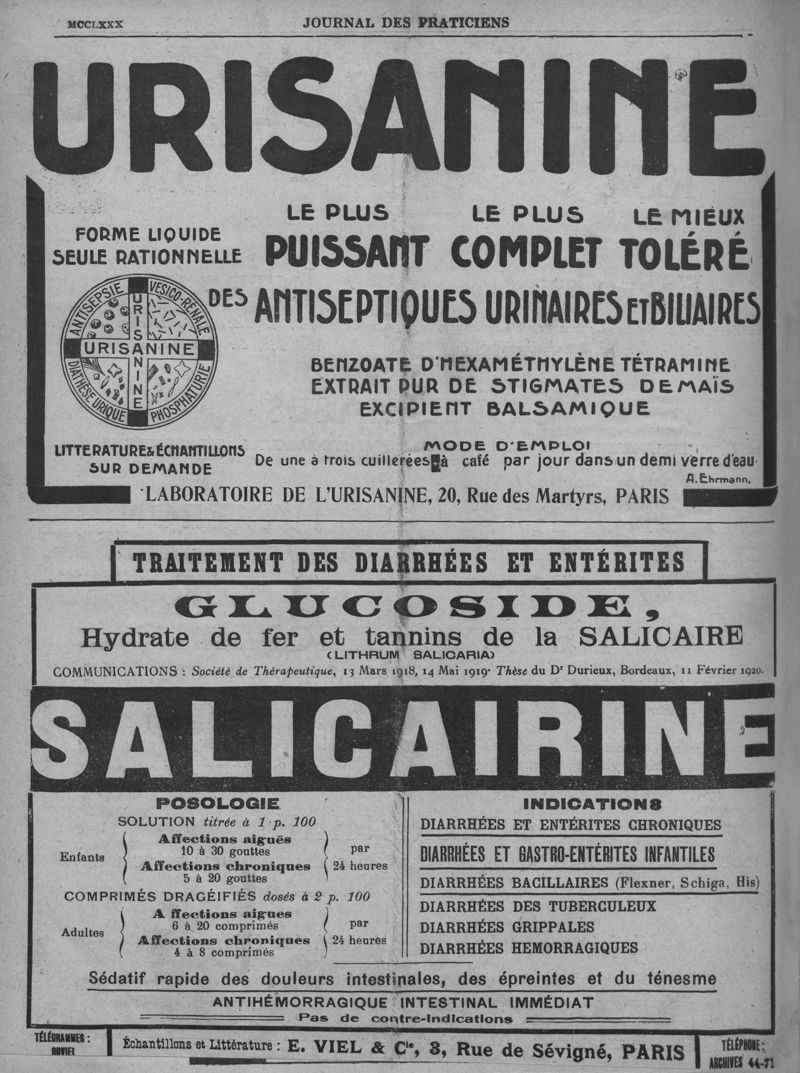 MCCLXXX
JOURNAL DES PRATICIENS
URISANINE
FORME LIQUIDE
SEULE RATIONNELLE
LE PLUS
PUISSANT
LE PLUS
COMPLET
LE MIEUX
TOLÉRÉ
DES ANTISEPTIQUES URINAIRES ET BILIAIRES
ANTISEPSIE
VESICO-RÉNALE
URISANINE
URISANINE
DIATHÈSE URIQUE
PHOSPHATURIE
BENZOATE D'HEXAMÉTHYLÈNE TÉTRAMINE
EXTRAIT PUR DE STIGMATES DE MAÏS
EXCIPIENT BALSAMIQUE
LITTERATURE & ÉCHANTILLONS
SUR DEMANDE
MODE D'EMPLOI
De une à trois cuillerées à café par jour dans un demi verre d'eau.
A. Ehrmann.
LABORATOIRE DE L'URISANINE, 20, Rue des Martyrs, PARIS
TRAITEMENT DES DIARRHÉES ET ENTÉRITES
GLUCOSIDE,
Hydrate de fer et tannins de la SALICAIRE
(LITHRUM SALICARIA)
COMMUNICATIONS : Société de Thérapeutique, 13 Mars 1918, 14 Mai 1919. Thèse du Dr Durieux, Bordeaux, 11 Février 1920.
SALICAIRINE
POSOLOGIE
SOLUTION titrée à 1 p. 100
Enfants
Affections aiguës
10 à 30 gouttes
Affections chroniques
5 à 20 gouttes
par
24 heures
COMPRIMÉS DRAGÉIFIÉS dosés à 2 p. 100
Adultes
Affections aigues
6 à 20 comprimés
Affections chroniques
4 à 8 comprimés
par
24 heures
INDICATIONS
DIARRHÉES ET ENTÉRITES CHRONIQUES
DIARRHÉES ET GASTRO-ENTÉRITES INFANTILES
DIARRHÉES BACILLAIRES (Flexner, Schiga, His)
DIARRHÉES DES TUBERCULEUX
DIARRHÉES GRIPPALES
DIARRHÉES HEMORRAGIQUES
Sédatif rapide des douleurs intestinales, des épreintes et du ténesme
ANTIHÉMORRAGIQUE INTESTINAL IMMÉDIAT
Pas de contre-indications
TÉLÉGRAMMES :
Échantillons et Littérature : E. VIEL & Cie, 3, Rue de Sévigné, PARIS
TÉLÉPHONE :
ARCHIVES 44-71